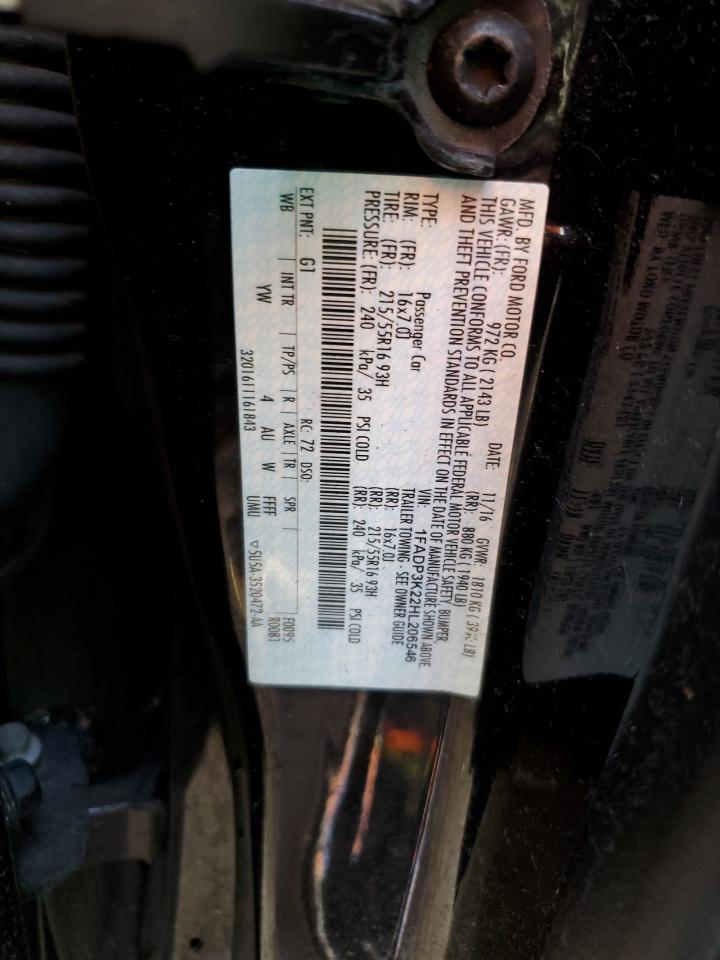 MFD. BY FORD MOTOR CO. DATE: 11/16 GVWR: 1810 KG
GAWR: (FR): 972 KG ( 2143 LB) (RR): 880 KG ( 1940 LB)
THIS VEHICLE CONFORMS TO ALL APPLICABLE FEDERAL MOTOR VEHICLE SAFETY, BUMPER
AND THEFT PREVENTION STANDARDS IN EFFECT ON THE DATE OF MANUFACTURE SHOWN ABOVE
VIN: 1FADP3K22HL206546
TYPE: Passenger Car TRAILER TOWING - SEE OWNER GUIDE
RIM: (FR): 16x7.0J (RR): 16x7.0J
TIRE: (FR): 215/55R16 93H (RR): 215/55R16 93H
PRESSURE: (FR): 240 kPa/ 35 PSI COLD (RR): 240 kPa/ 35 PSI COLD
EXT PNT: G1 RC: 72 DSO: F0095
WB INT TR TP/PS R AXLE TR SPR R0081
YW 4 AU W FFFF
UMU ▽5U5A-3520472-AA
3201611161843